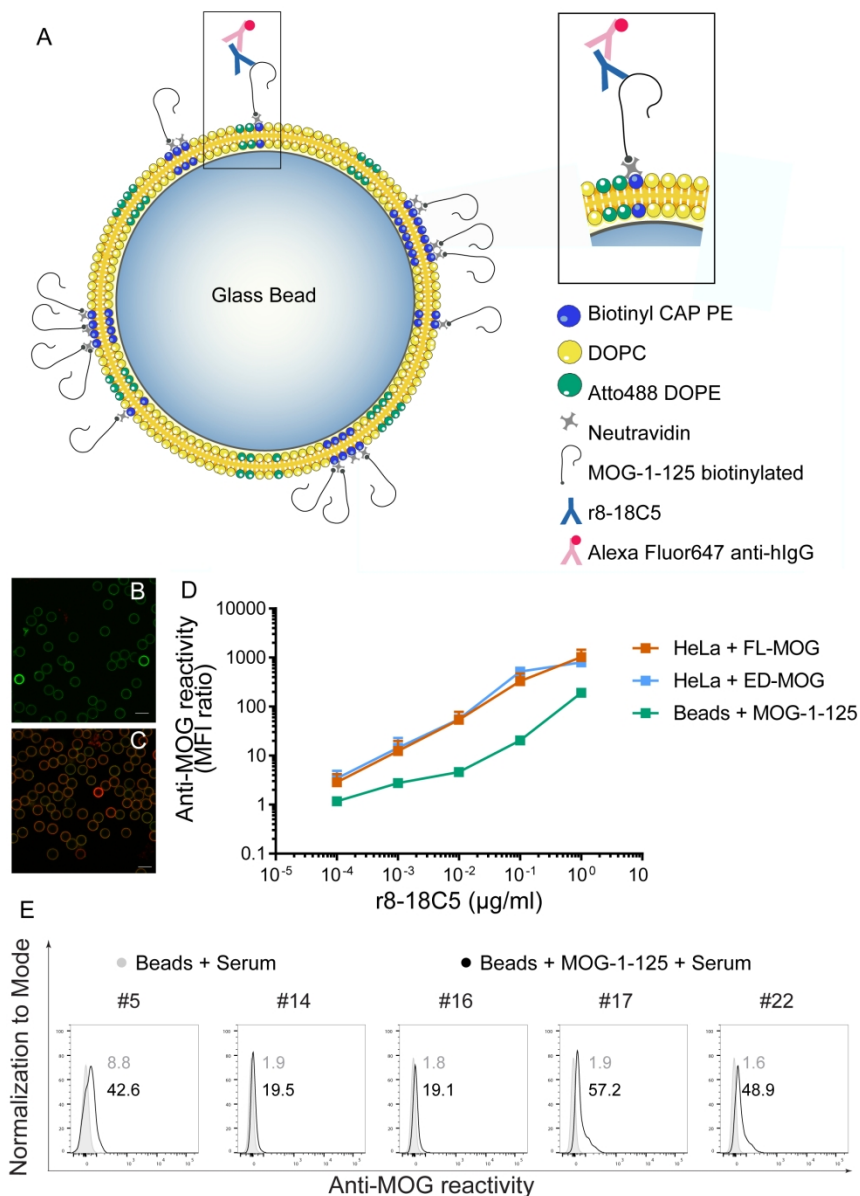 A
Glass Bead
Biotinyl CAP PE
DOPC
Atto488 DOPE
Neutravidin
MOG-1-125 biotinylated
r8-18C5
Alexa Fluor647 anti-hIgG
B
C
D
Anti-MOG reactivity
(MFI ratio)
10000
1000
100
10
1
0.1
10⁻⁵ 10⁻⁴ 10⁻³ 10⁻² 10⁻¹ 10⁰ 10
r8-18C5 (µg/ml)
HeLa + FL-MOG
HeLa + ED-MOG
Beads + MOG-1-125
E
Normalization to Mode
Beads + Serum
Beads + MOG-1-125 + Serum
#5 #14 #16 #17 #22
8.8 1.9 1.8 1.9 1.6
42.6 19.5 19.1 57.2 48.9
Anti-MOG reactivity